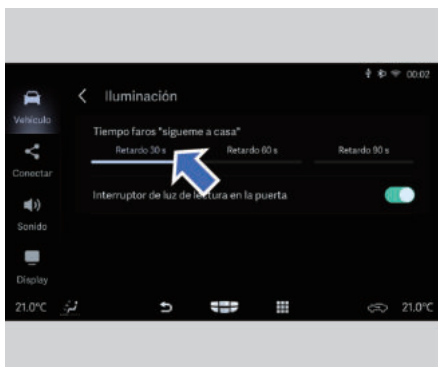 00:02
Iluminación
Vehículo
Tiempo faros "sigueme a casa"
Retardo 30 s
Retardo 60 s
Retardo 90 s
Conectar
Interruptor de luz de lectura en la puerta
Sonido
Display
21.0°C
21.0°C